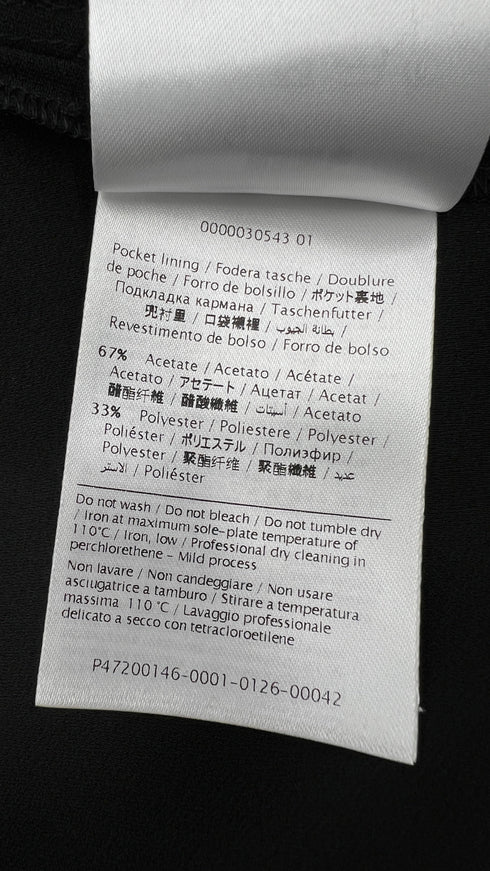 0000030543 01
Pocket lining / Fodera tasche / Doublure
de poche / Forro de bolsillo / ポケット裏地 /
Подкладка кармана / Taschenfutter /
兜衬里 / 口袋襯裡 / بطانة الجيوب /
Revestimento de bolso / Forro de bolso
67% Acetate / Acetato / Acétate /
Acetato / アセテート / Ацетат / Acetat /
醋酯纤维 / 醋酸纖維 / أسيتات / Acetato
33% Polyester / Poliestere / Polyester /
Poliéster / ポリエステル / Полиэфир /
Polyester / 聚酯纤维 / 聚酯纖維 / عديد
الاستر / Poliéster
Do not wash / Do not bleach / Do not tumble dry
/ Iron at maximum sole-plate temperature of
110°C / Iron, low / Professional dry cleaning in
perchlorethene - Mild process
Non lavare / Non candeggiare / Non usare
asciugatrice a tamburo / Stirare a temperatura
massima 110 °C / Lavaggio professionale
delicato a secco con tetracloroetilene
P47200146-0001-0126-00042